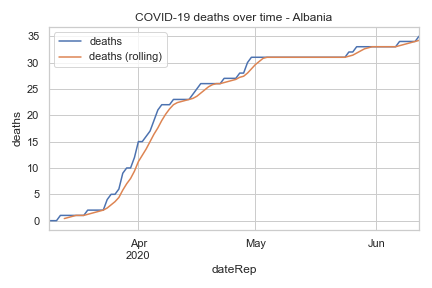 COVID-19 deaths over time - Albania
deaths
deaths (rolling)
35
30
25
20
15
10
5
0
deaths
Apr
2020
May
Jun
dateRep